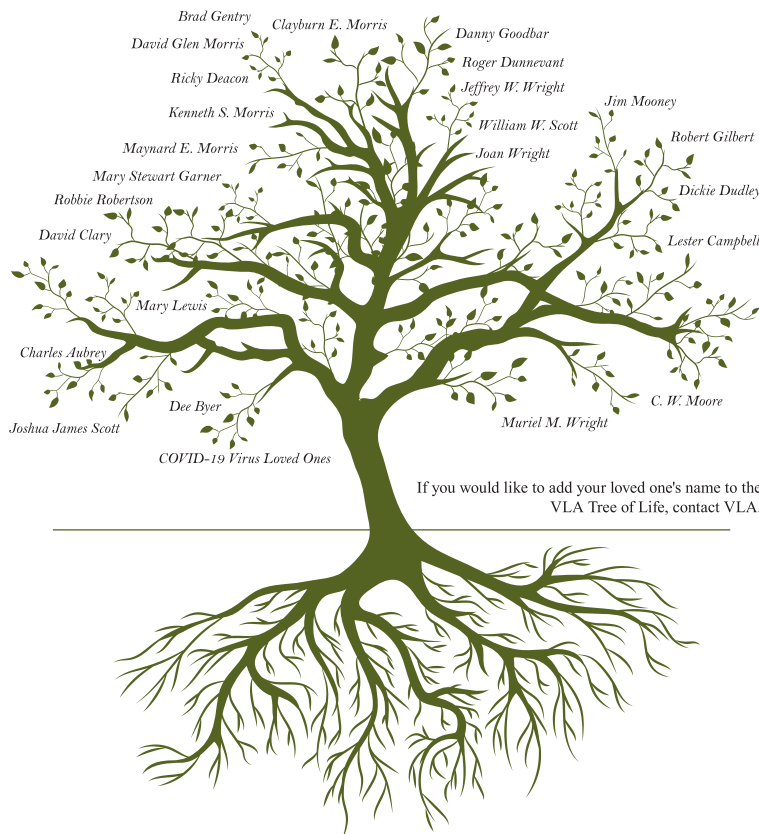 Brad Gentry
Clayburn E. Morris
Danny Goodbar
David Glen Morris
Roger Dunnevant
Ricky Deacon
Jeffrey W. Wright
Jim Mooney
Kenneth S. Morris
William W. Scott
Robert Gilbert
Maynard E. Morris
Joan Wright
Mary Stewart Garner
Dickie Dudley
Robbie Robertson
David Clary
Lester Campbell
Mary Lewis
Charles Aubrey
C. W. Moore
Dee Byer
Muriel M. Wright
Joshua James Scott
COVID-19 Virus Loved Ones
If you would like to add your loved one's name to the
VLA Tree of Life, contact VLA.